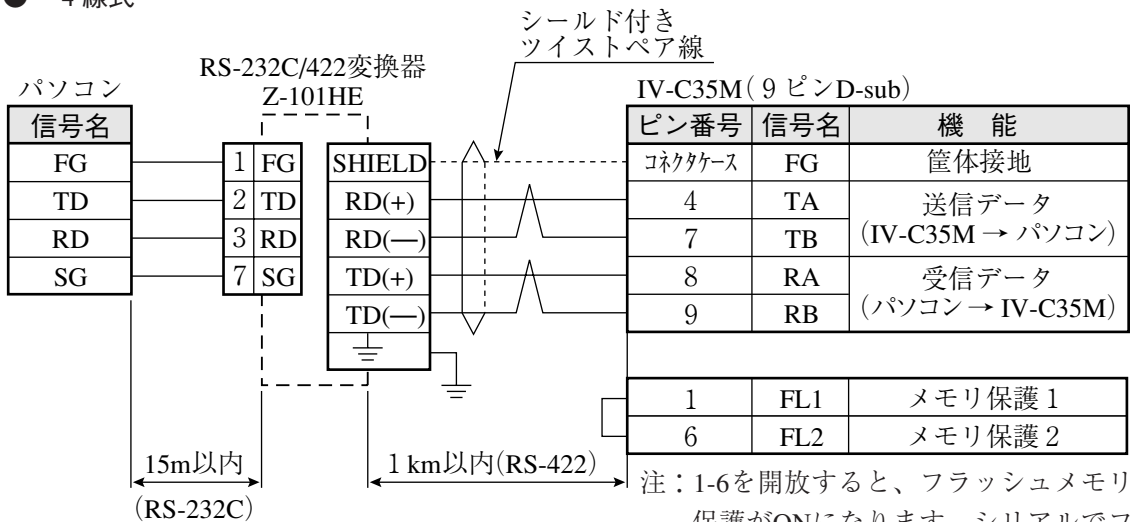 ● 4線式
シールド付き
ツイストペア線
RS-232C/422変換器
Z-101HE
パソコン
信号名
FG
TD
RD
SG
1 FG
2 TD
3 RD
7 SG
SHIELD
RD(+)
RD(—)
TD(+)
TD(—)
IV-C35M(9ピンD-sub)
ピン番号 信号名 機 能
コネクタケース FG 筐体接地
4 TA 送信データ
7 TB (IV-C35M → パソコン)
8 RA 受信データ
9 RB (パソコン → IV-C35M)
1 FL1 メモリ保護1
6 FL2 メモリ保護2
15m以内
(RS-232C)
1km以内(RS-422)
注：1-6を開放すると、フラッシュメモリ
保護がONになります。シリアルでフ